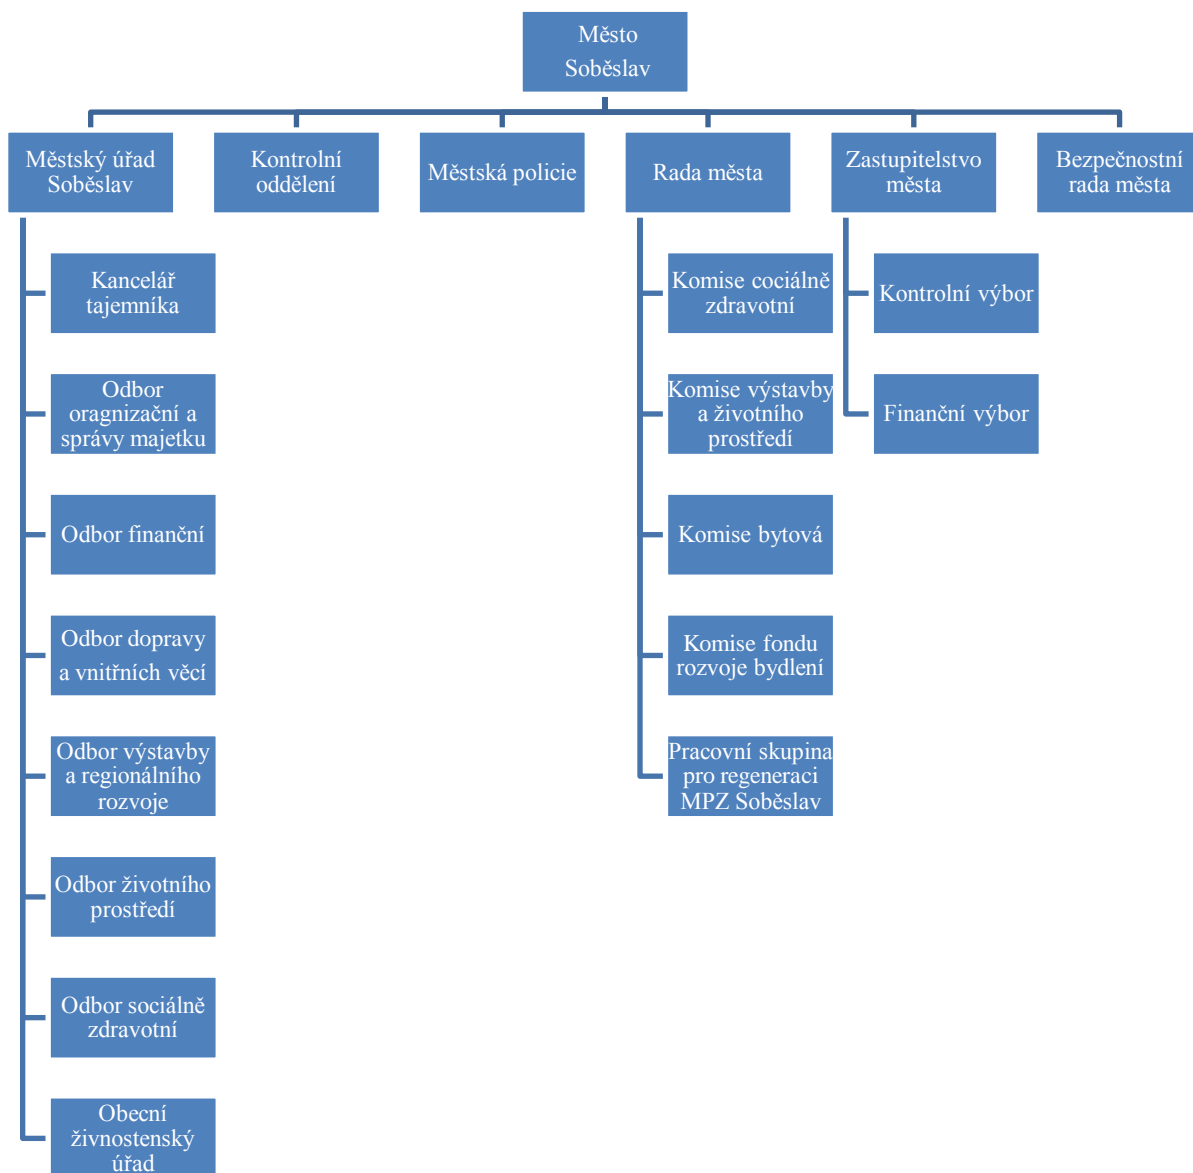 Město
Soběslav
Městský úřad
Soběslav
Kontrolní
oddělení
Městská policie
Rada města
Zastupitelstvo
města
Bezpečnostní
rada města
Kancelář
tajemníka
Odbor
oragnizační a
správy majetku
Odbor finanční
Odbor dopravy
a vnitřních věcí
Odbor výstavby
a regionálního
rozvoje
Odbor životního
prostředí
Odbor sociálně
zdravotní
Obecní
živnostenský
úřad
Komise cociálně
zdravotní
Komise výstavby
a životního
prostředí
Komise bytová
Komise fondu
rozvoje bydlení
Pracovní skupina
pro regeneraci
MPZ Soběslav
Kontrolní výbor
Finanční výbor